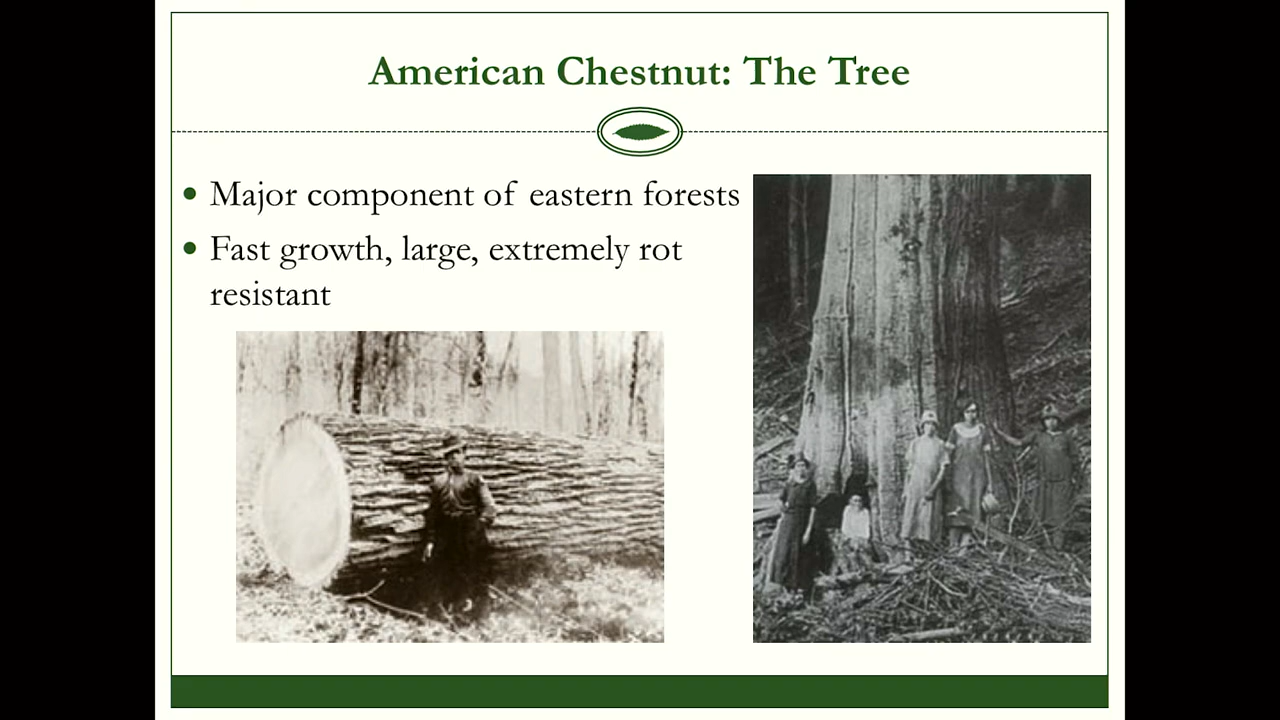 American Chestnut: The Tree
• Major component of eastern forests
• Fast growth, large, extremely rot
resistant